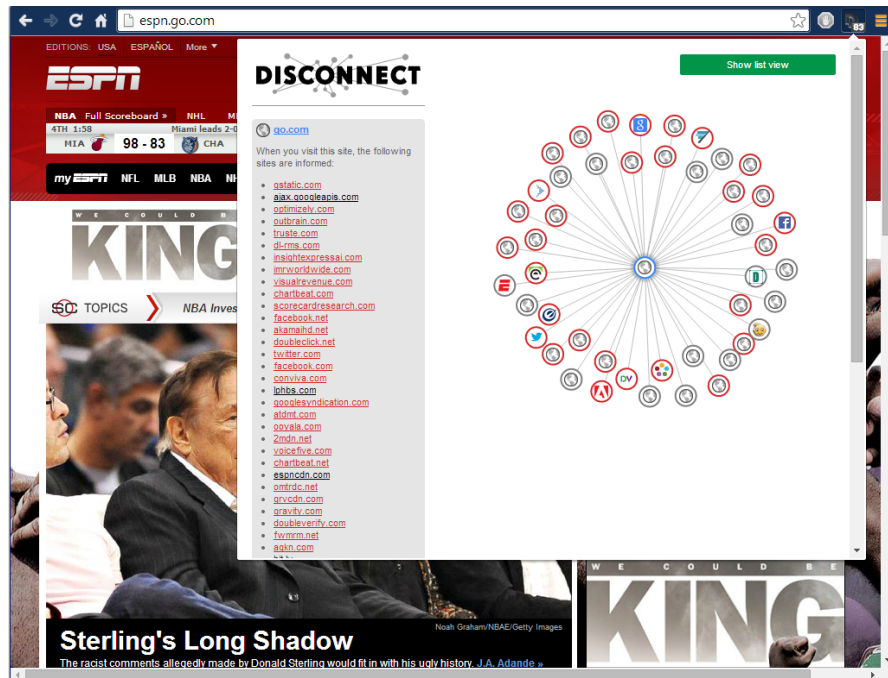 espn.go.com
83
EDITIONS: USA ESPAÑOL More
ESPN
NBA Full Scoreboard » NHL
4TH 1:58 Miami leads 2-0
MIA 98 - 83 CHA
my ESPN NFL MLB NBA
WE COULD B
KING
SC TOPICS NBA Inves
DISCONNECT
Show list view
go.com
When you visit this site, the following
sites are informed:
gstatic.com
ajax.googleapis.com
optimizely.com
outbrain.com
truste.com
dl-rms.com
insightexpressai.com
imrworldwide.com
visualrevenue.com
chartbeat.com
scorecardresearch.com
facebook.net
akamaihd.net
doubleclick.net
twitter.com
facebook.com
conviva.com
lphbs.com
googlesyndication.com
atdmt.com
ooyala.com
2mdn.net
voicefive.com
chartbeat.net
espncdn.com
omtrdc.net
grvcdn.com
gravity.com
doubleverify.com
fwmrm.net
agkn.com
DV
WE COULD BE
KING
Noah Graham/NBAE/Getty Images
Sterling's Long Shadow
The racist comments allegedly made by Donald Sterling would fit in with his ugly history. J.A. Adande »